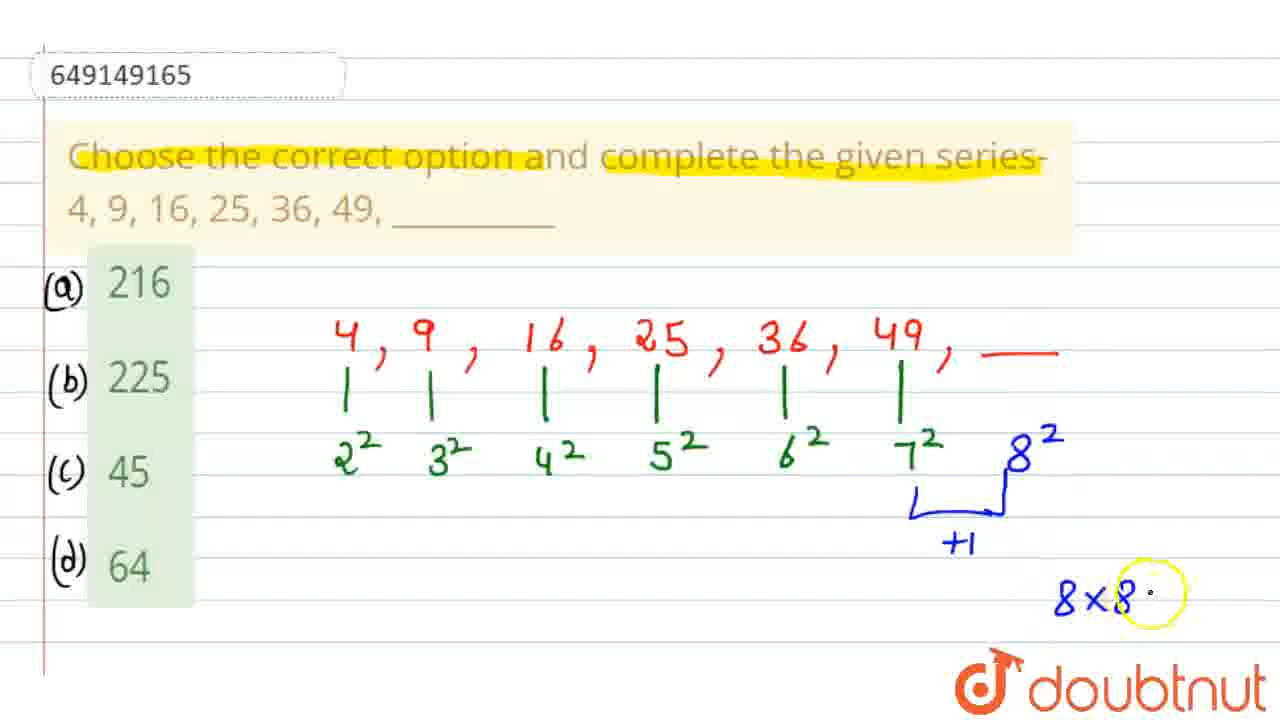 649149165
Choose the correct option and complete the given series-
4, 9, 16, 25, 36, 49, __________
(a) 216
(b) 225
(c) 45
(d) 64
4, 9, 16, 25, 36, 49, ___
2² 3² 4² 5² 6² 7² 8²
+1
8×8
doubtnut